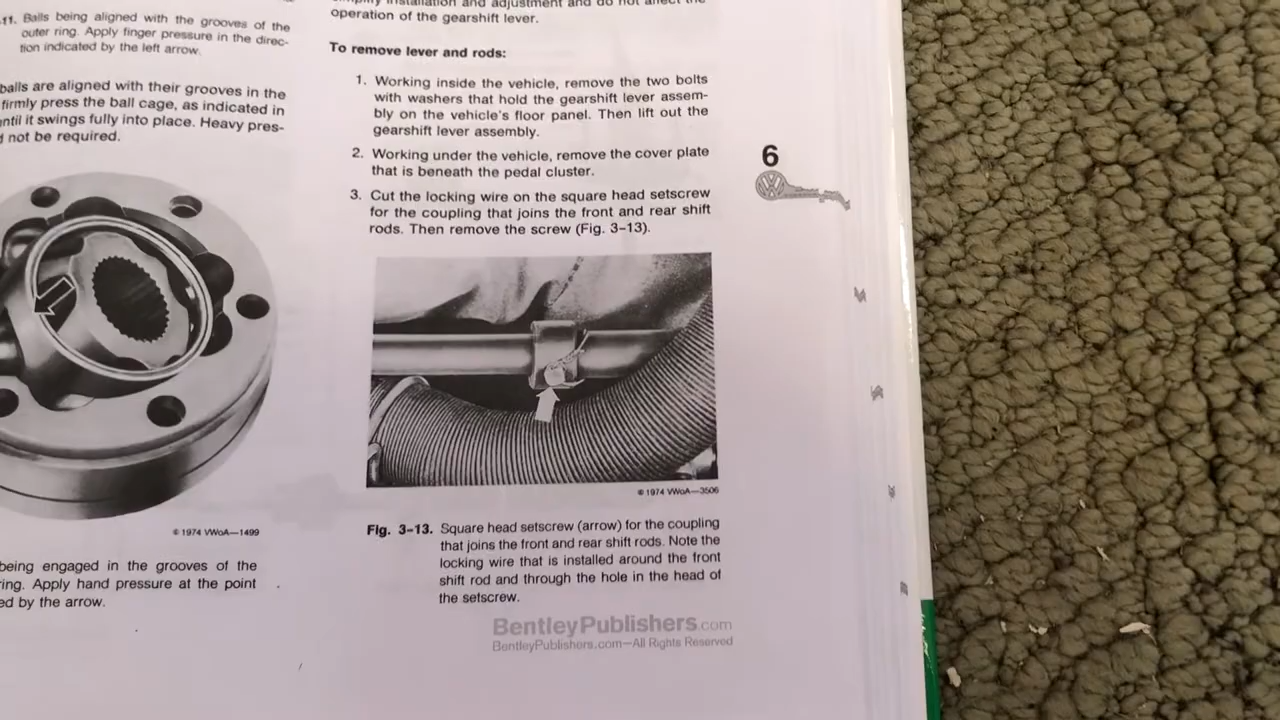 11. Balls being aligned with the grooves of the
outer ring. Apply finger pressure in the direc-
tion indicated by the left arrow.
balls are aligned with their grooves in the
firmly press the ball cage, as indicated in
until it swings fully into place. Heavy pres-
not be required.
© 1974 VWoA—1499
being engaged in the grooves of the
ring. Apply hand pressure at the point
ed by the arrow.
simplify installation and adjustment and do not affect the
operation of the gearshift lever.
To remove lever and rods:
1. Working inside the vehicle, remove the two bolts
with washers that hold the gearshift lever assem-
bly on the vehicle's floor panel. Then lift out the
gearshift lever assembly.
2. Working under the vehicle, remove the cover plate
that is beneath the pedal cluster.
3. Cut the locking wire on the square head setscrew
for the coupling that joins the front and rear shift
rods. Then remove the screw (Fig. 3–13).
© 1974 VWoA—3506
Fig. 3–13. Square head setscrew (arrow) for the coupling
that joins the front and rear shift rods. Note the
locking wire that is installed around the front
shift rod and through the hole in the head of
the setscrew.
BentleyPublishers.com
BentleyPublishers.com—All Rights Reserved
6